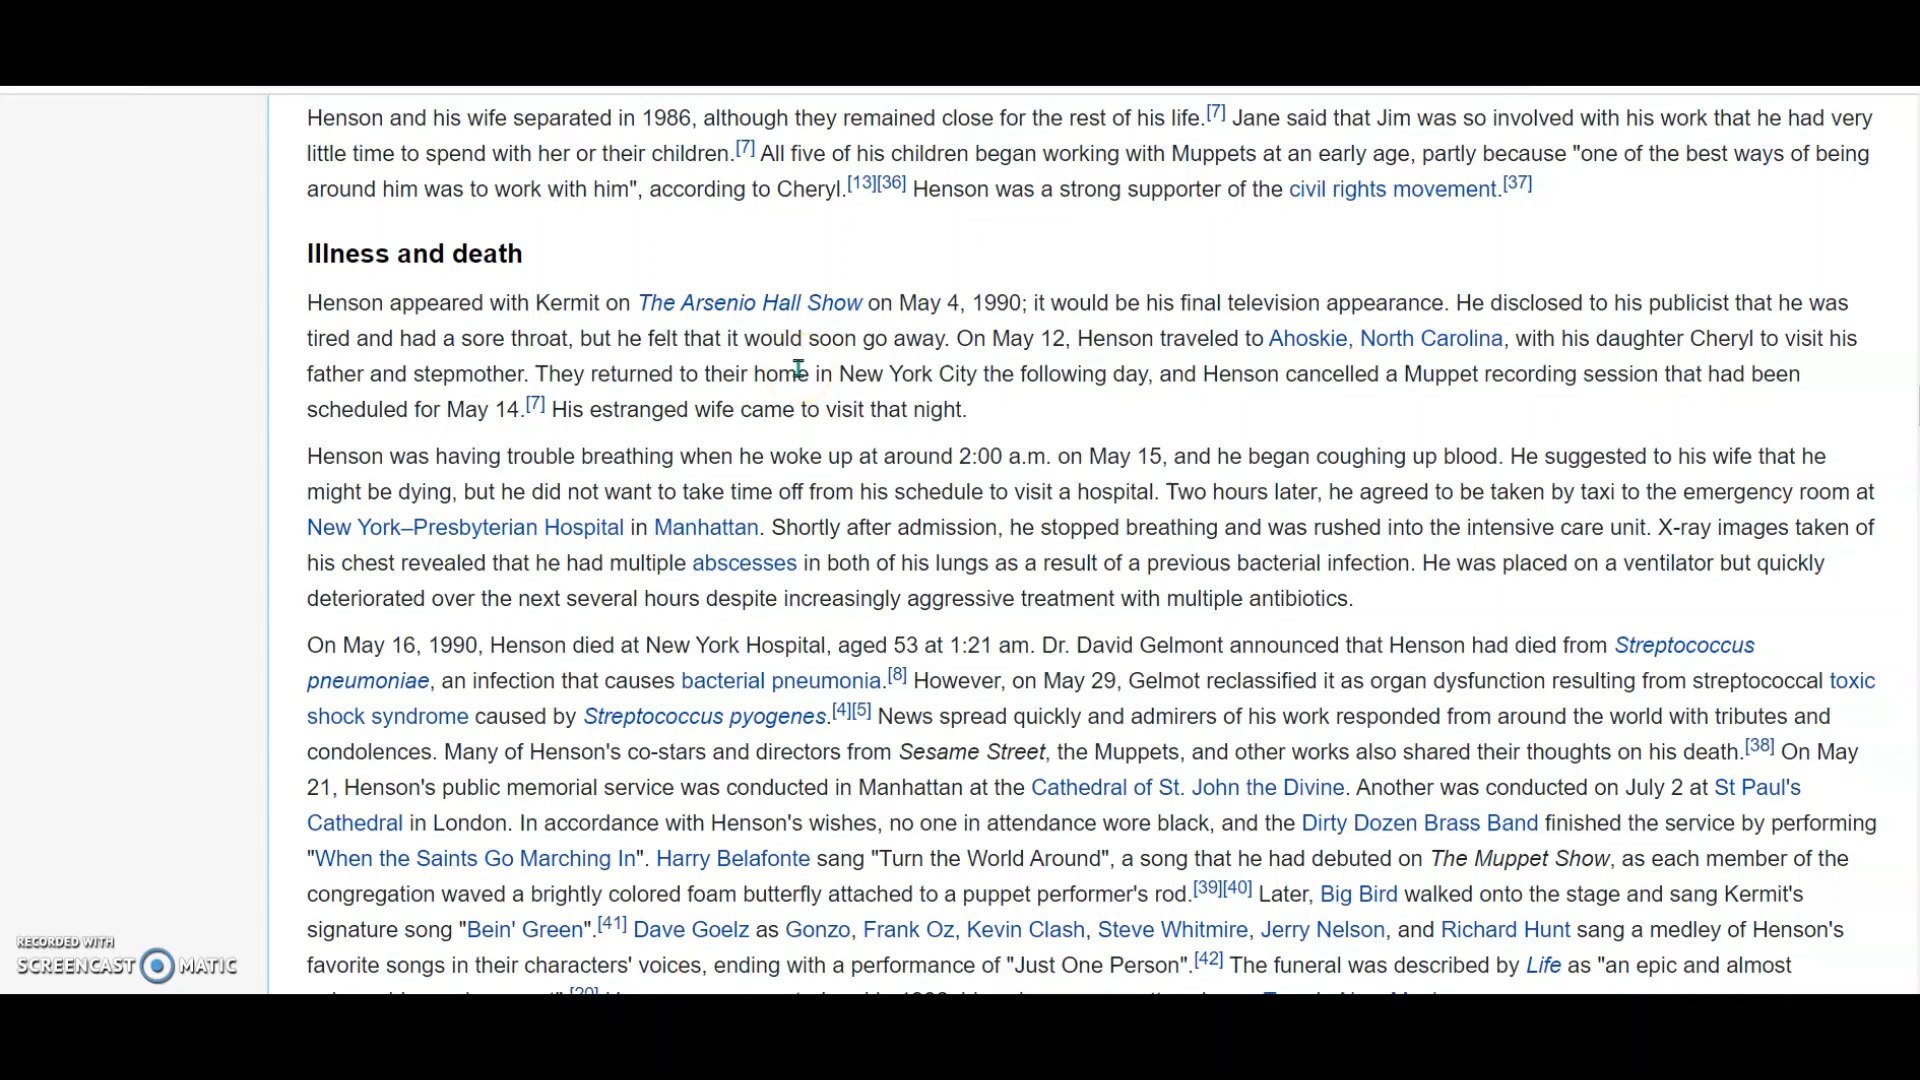 Henson and his wife separated in 1986, although they remained close for the rest of his life.[7] Jane said that Jim was so involved with his work that he had very
little time to spend with her or their children.[7] All five of his children began working with Muppets at an early age, partly because "one of the best ways of being
around him was to work with him", according to Cheryl.[13][36] Henson was a strong supporter of the civil rights movement.[37]
Illness and death
Henson appeared with Kermit on The Arsenio Hall Show on May 4, 1990; it would be his final television appearance. He disclosed to his publicist that he was
tired and had a sore throat, but he felt that it would soon go away. On May 12, Henson traveled to Ahoskie, North Carolina, with his daughter Cheryl to visit his
father and stepmother. They returned to their home in New York City the following day, and Henson cancelled a Muppet recording session that had been
scheduled for May 14.[7] His estranged wife came to visit that night.
Henson was having trouble breathing when he woke up at around 2:00 a.m. on May 15, and he began coughing up blood. He suggested to his wife that he
might be dying, but he did not want to take time off from his schedule to visit a hospital. Two hours later, he agreed to be taken by taxi to the emergency room at
New York–Presbyterian Hospital in Manhattan. Shortly after admission, he stopped breathing and was rushed into the intensive care unit. X-ray images taken of
his chest revealed that he had multiple abscesses in both of his lungs as a result of a previous bacterial infection. He was placed on a ventilator but quickly
deteriorated over the next several hours despite increasingly aggressive treatment with multiple antibiotics.
On May 16, 1990, Henson died at New York Hospital, aged 53 at 1:21 am. Dr. David Gelmont announced that Henson had died from Streptococcus
pneumoniae, an infection that causes bacterial pneumonia.[8] However, on May 29, Gelmot reclassified it as organ dysfunction resulting from streptococcal toxic
shock syndrome caused by Streptococcus pyogenes.[4][5] News spread quickly and admirers of his work responded from around the world with tributes and
condolences. Many of Henson's co-stars and directors from Sesame Street, the Muppets, and other works also shared their thoughts on his death.[38] On May
21, Henson's public memorial service was conducted in Manhattan at the Cathedral of St. John the Divine. Another was conducted on July 2 at St Paul's
Cathedral in London. In accordance with Henson's wishes, no one in attendance wore black, and the Dirty Dozen Brass Band finished the service by performing
"When the Saints Go Marching In". Harry Belafonte sang "Turn the World Around", a song that he had debuted on The Muppet Show, as each member of the
congregation waved a brightly colored foam butterfly attached to a puppet performer's rod.[39][40] Later, Big Bird walked onto the stage and sang Kermit's
signature song "Bein' Green".[41] Dave Goelz as Gonzo, Frank Oz, Kevin Clash, Steve Whitmire, Jerry Nelson, and Richard Hunt sang a medley of Henson's
favorite songs in their characters' voices, ending with a performance of "Just One Person".[42] The funeral was described by Life as "an epic and almost
RECORDED WITH
SCREENCAST MATIC